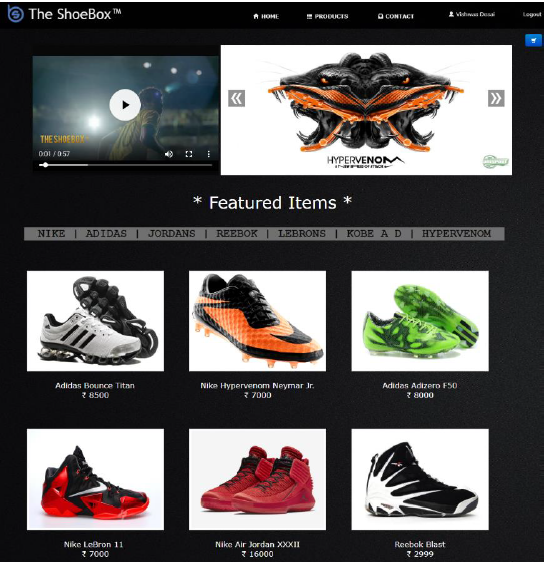 The ShoeBox™
HOME
PRODUCTS
CONTACT
Vishwas Desai
Logout
THE SHOEBOX
0:01 / 0:57
HYPERVENOM
* Featured Items *
NIKE | ADIDAS | JORDANS | REEBOK | LEBRONS | KOBE A D | HYPERVENOM
Adidas Bounce Titan
₹ 8500
Nike Hypervenom Neymar Jr.
₹ 7000
Adidas Adizero F50
₹ 8000
Nike LeBron 11
₹ 7000
Nike Air Jordan XXXII
₹ 16000
Reebok Blast
₹ 2999